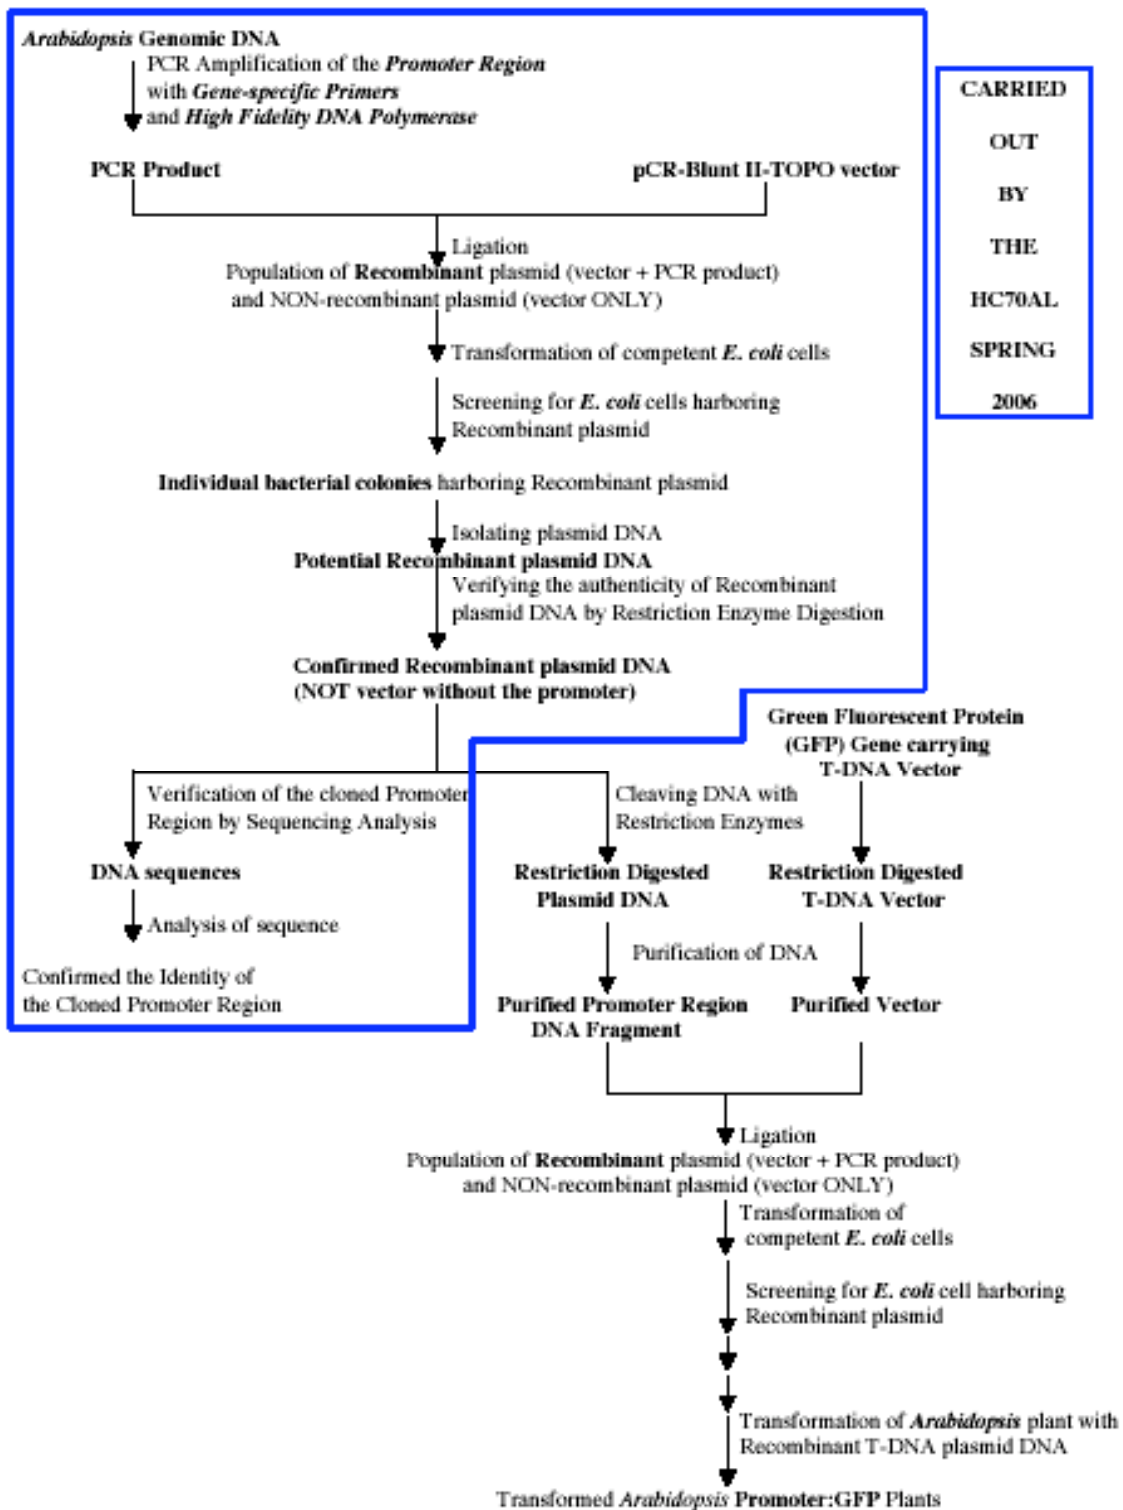 Arabidopsis Genomic DNA
PCR Amplification of the Promoter Region
with Gene-specific Primers
and High Fidelity DNA Polymerase
PCR Product
pCR-Blunt II-TOPO vector
Ligation
Population of Recombinant plasmid (vector + PCR product)
and NON-recombinant plasmid (vector ONLY)
Transformation of competent E. coli cells
Screening for E. coli cells harboring
Recombinant plasmid
Individual bacterial colonies harboring Recombinant plasmid
Isolating plasmid DNA
Potential Recombinant plasmid DNA
Verifying the authenticity of Recombinant
plasmid DNA by Restriction Enzyme Digestion
Confirmed Recombinant plasmid DNA
(NOT vector without the promoter)
CARRIED
OUT
BY
THE
HC70AL
SPRING
2006
Verification of the cloned Promoter
Region by Sequencing Analysis
DNA sequences
Analysis of sequence
Confirmed the Identity of
the Cloned Promoter Region
Green Fluorescent Protein
(GFP) Gene carrying
T-DNA Vector
Cleaving DNA with
Restriction Enzymes
Restriction Digested
Plasmid DNA
Restriction Digested
T-DNA Vector
Purification of DNA
Purified Promoter Region
DNA Fragment
Purified Vector
Ligation
Population of Recombinant plasmid (vector + PCR product)
and NON-recombinant plasmid (vector ONLY)
Transformation of
competent E. coli cells
Screening for E. coli cell harboring
Recombinant plasmid
Transformation of Arabidopsis plant with
Recombinant T-DNA plasmid DNA
Transformed Arabidopsis Promoter:GFP Plants